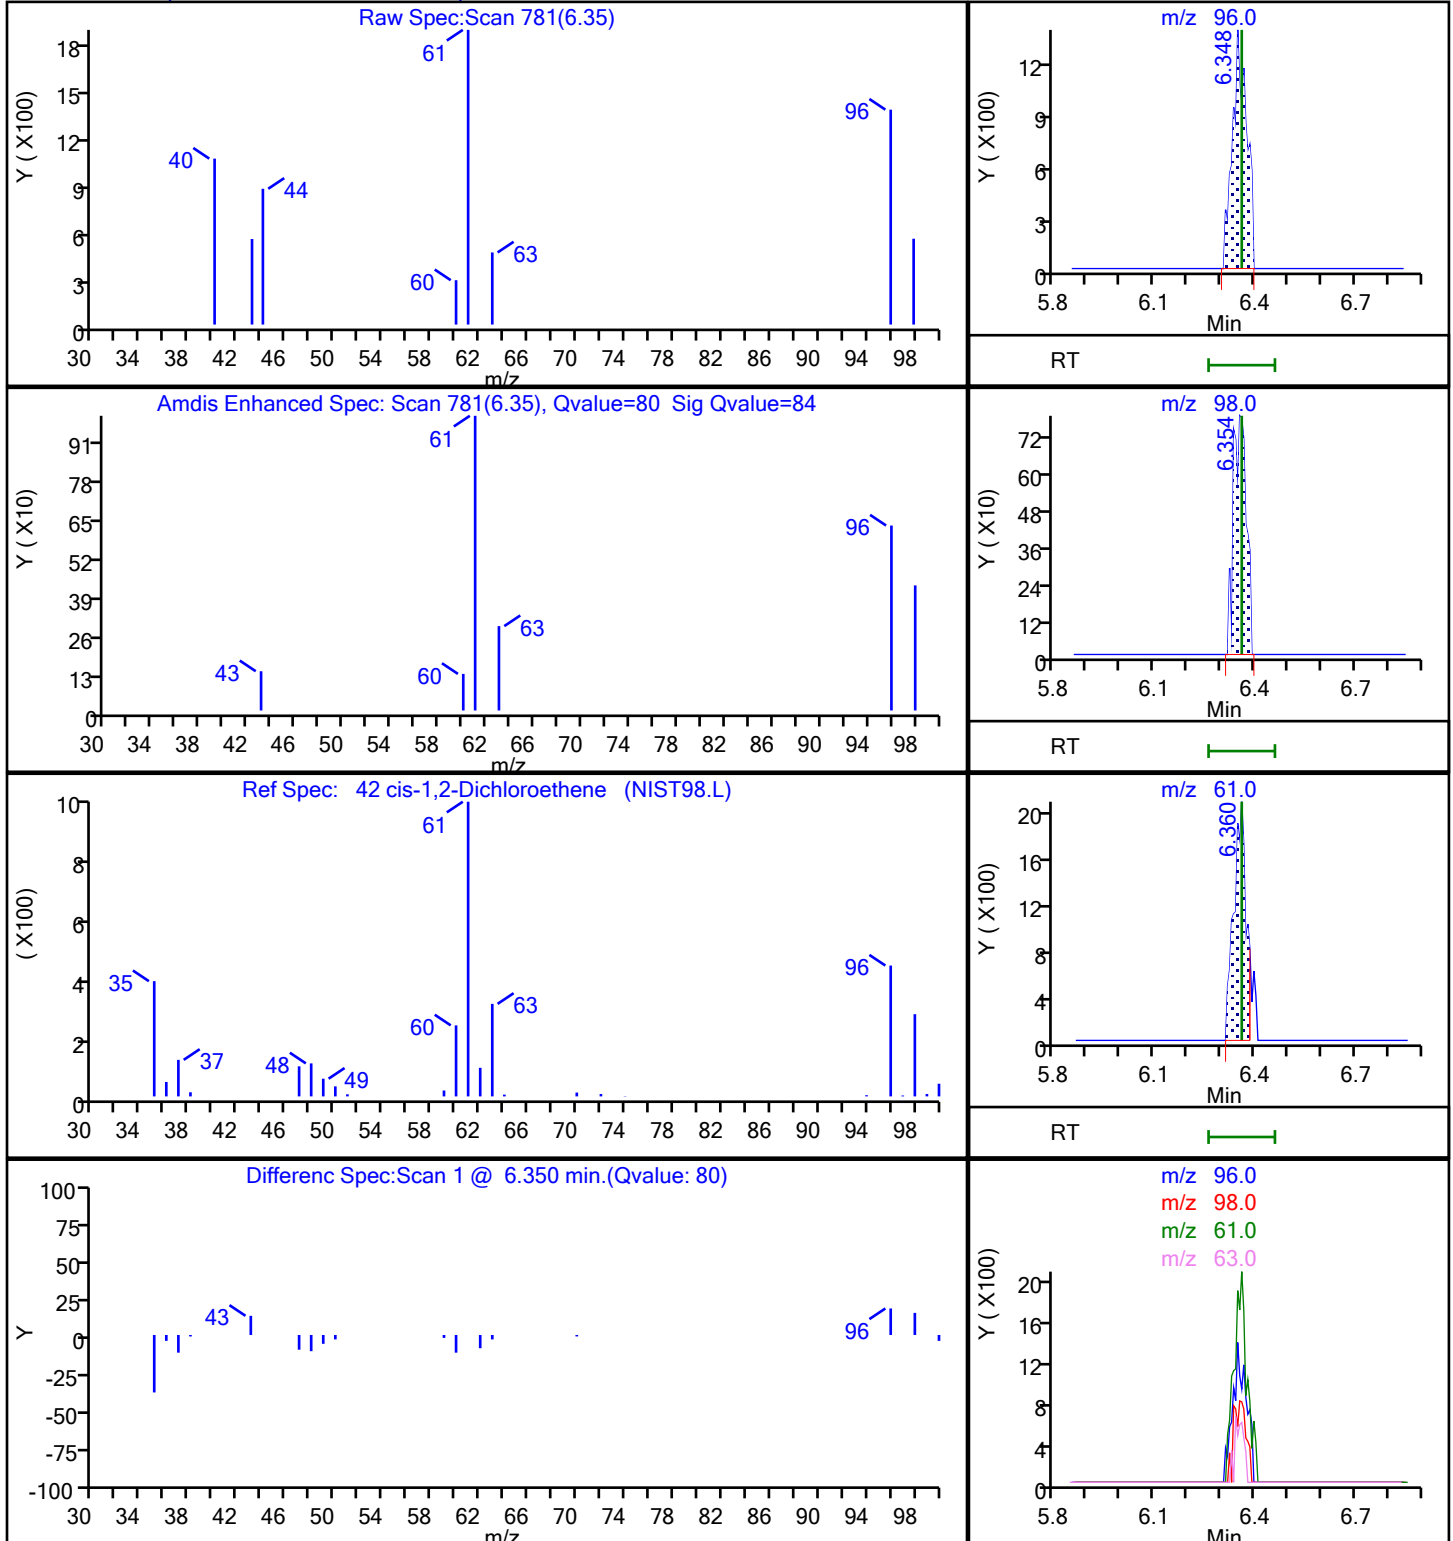 Raw Spec:Scan 781(6.35)
Y ( X100)
18
15
12
9
6
3
0
61
96
40
44
60
63
30 34 38 42 46 50 54 58 62 66 70 74 78 82 86 90 94 98
m/z
m/z 96.0
Y ( X100)
12
9
6
3
0
6.348
5.8 6.1 6.4 6.7
Min
RT
Amdis Enhanced Spec: Scan 781(6.35), Qvalue=80 Sig Qvalue=84
Y ( X10)
91
78
65
52
39
26
13
0
61
96
63
43
60
30 34 38 42 46 50 54 58 62 66 70 74 78 82 86 90 94 98
m/z
m/z 98.0
Y ( X10)
72
60
48
36
24
12
0
6.354
5.8 6.1 6.4 6.7
Min
RT
Ref Spec: 42 cis-1,2-Dichloroethene (NIST98.L)
( X100)
10
8
6
4
2
0
61
96
35
63
60
37
48
49
30 34 38 42 46 50 54 58 62 66 70 74 78 82 86 90 94 98
m/z 61.0
Y ( X100)
20
16
12
8
4
0
6.360
5.8 6.1 6.4 6.7
Min
RT
Differenc Spec:Scan 1 @ 6.350 min.(Qvalue: 80)
Y
100
75
50
25
0
-25
-50
-75
-100
43
96
30 34 38 42 46 50 54 58 62 66 70 74 78 82 86 90 94 98
m/z
m/z 96.0
m/z 98.0
m/z 61.0
m/z 63.0
Y ( X100)
20
16
12
8
4
0
5.8 6.1 6.4 6.7
Min